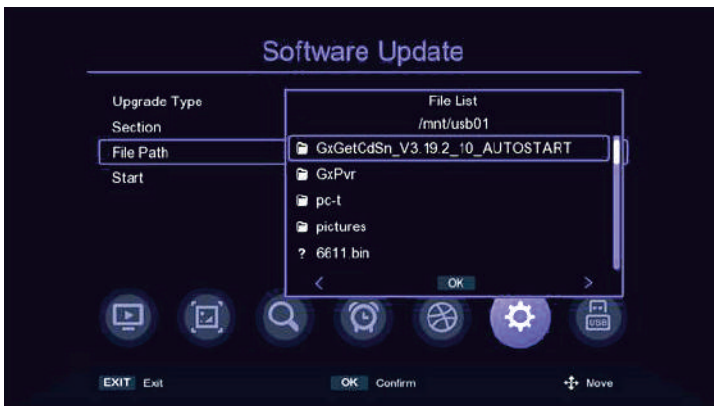 Software Update
Upgrade Type
Section
File Path
Start
File List
/mnt/usb01
GxGetCdSn_V3.19.2_10_AUTOSTART
GxPvr
pc-t
pictures
? 6611 bin
< OK >
USB
EXIT Exit
OK Confirm
Move